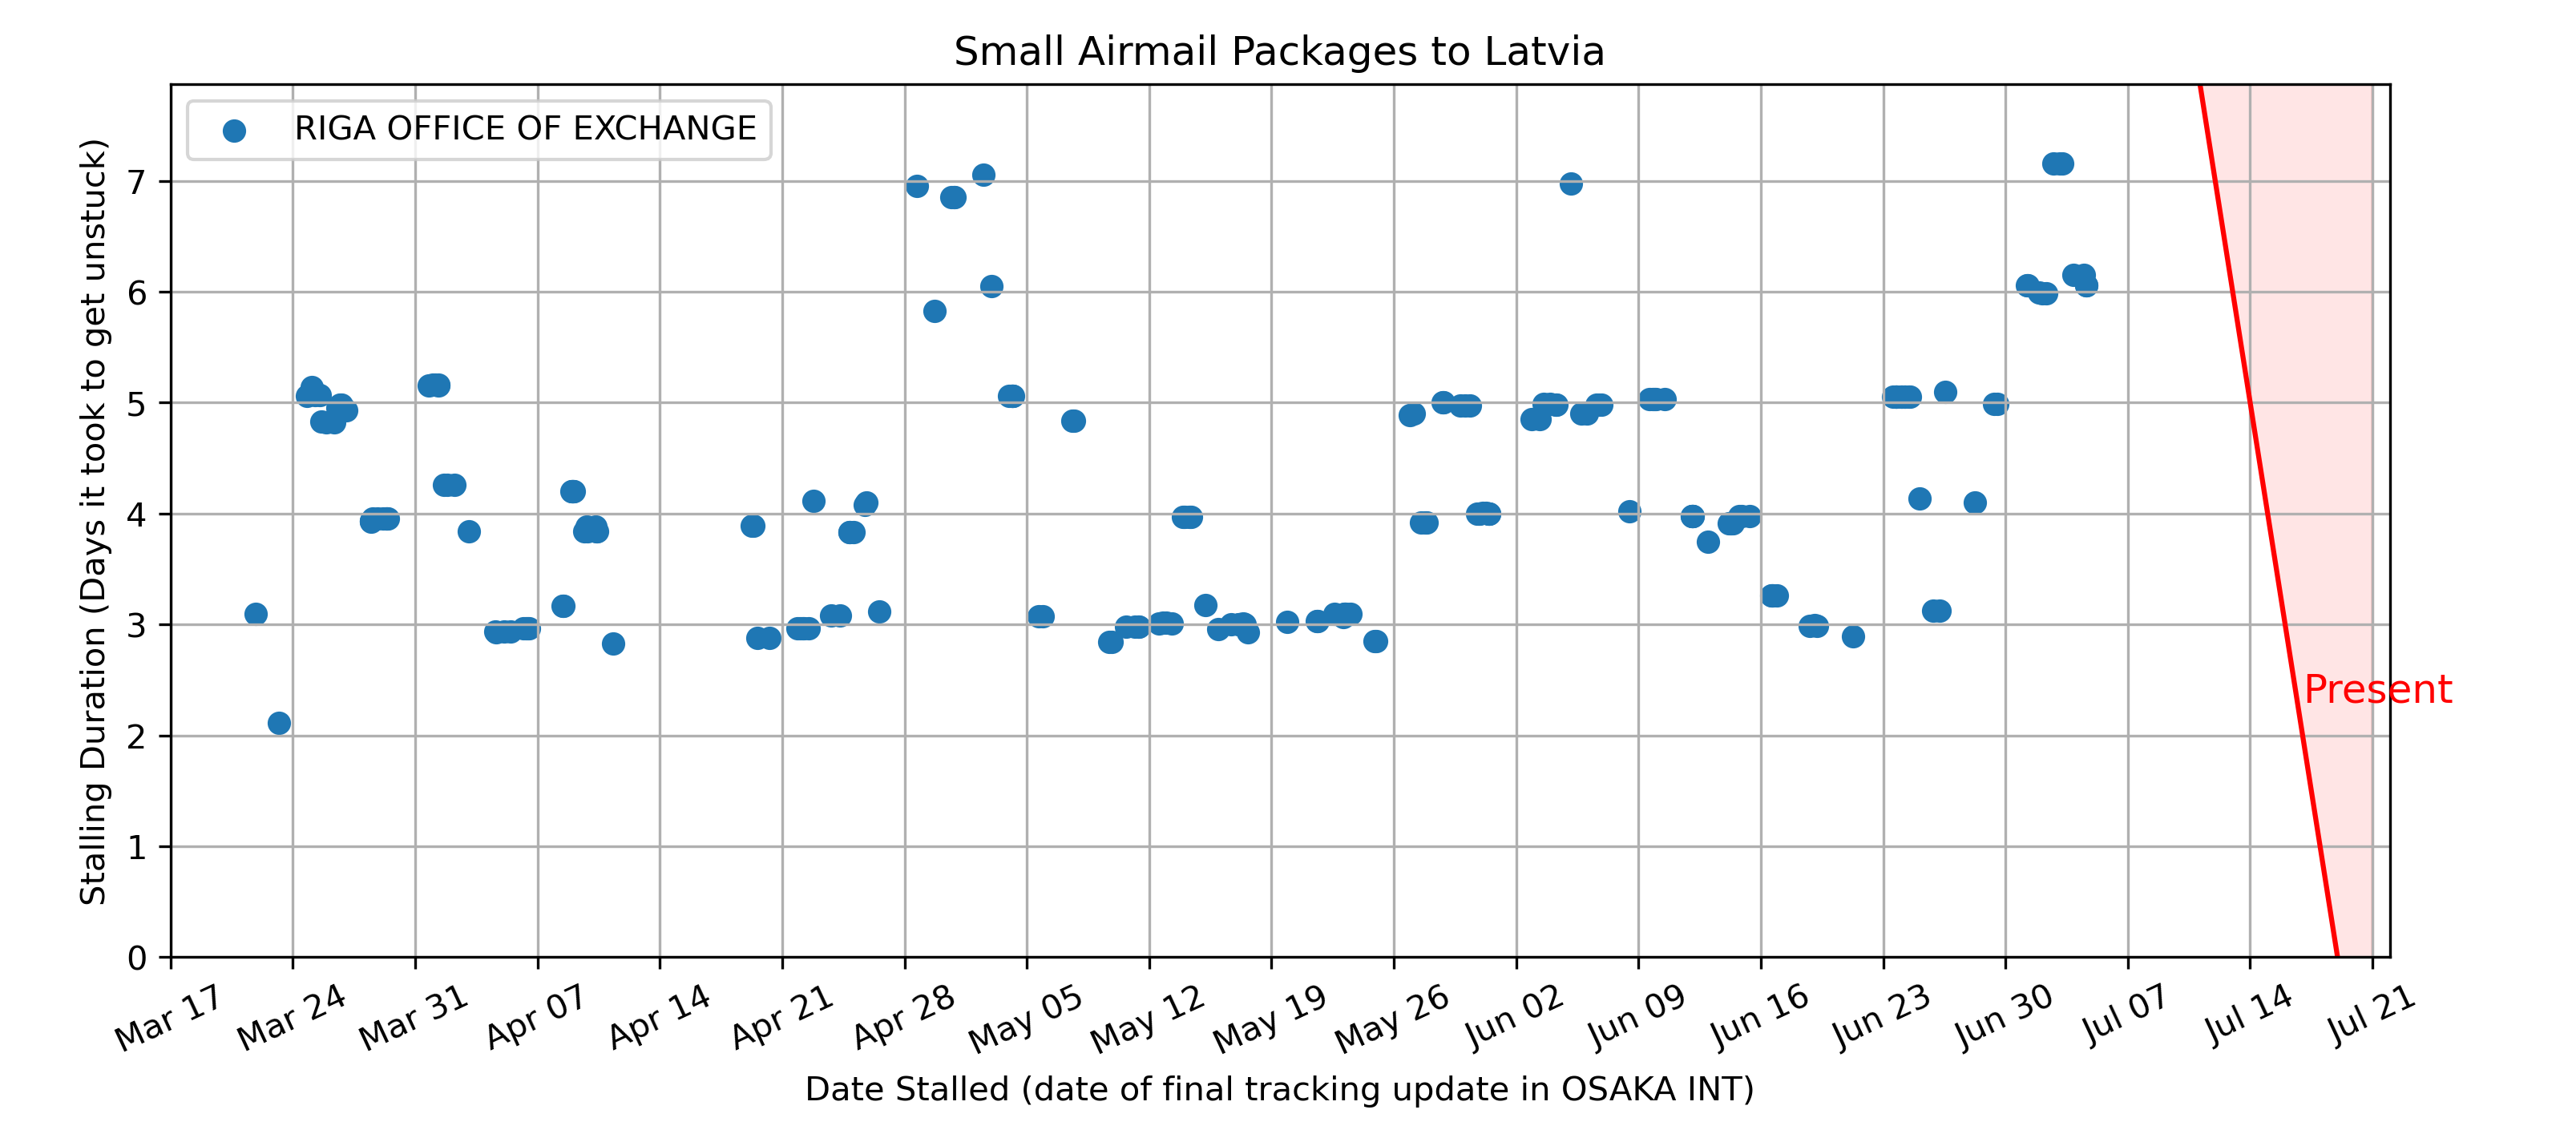 Small Airmail Packages to Latvia
RIGA OFFICE OF EXCHANGE
Stalling Duration (Days it took to get unstuck)
7
6
5
4
3
2
1
0
Present
Mar 17
Mar 24
Mar 31
Apr 07
Apr 14
Apr 21
Apr 28
May 05
May 12
May 19
May 26
Jun 02
Jun 09
Jun 16
Jun 23
Jun 30
Jul 07
Jul 14
Jul 21
Date Stalled (date of final tracking update in OSAKA INT)